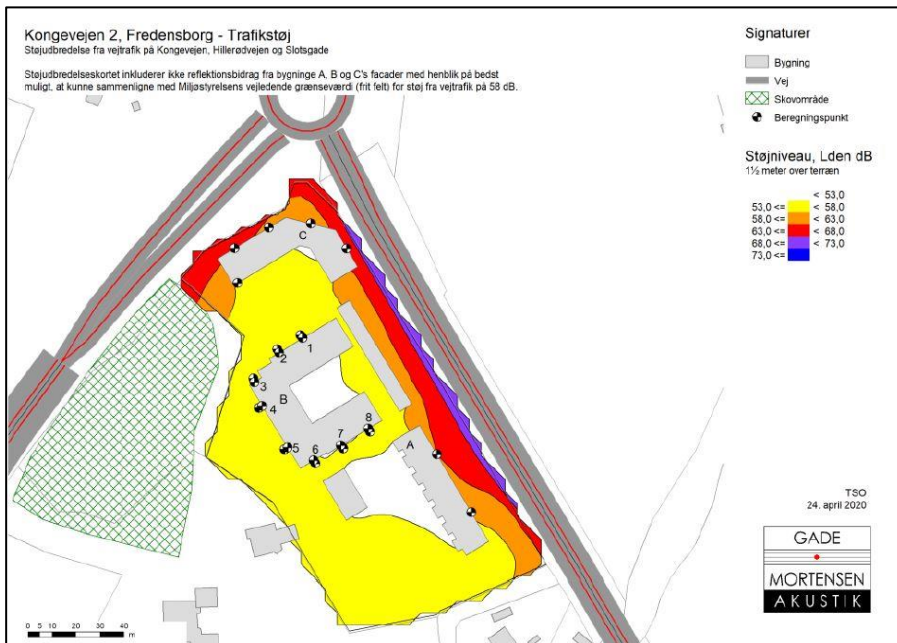 Kongevejen 2, Fredensborg - Trafikstøj
Støjudbredelse fra vejtrafik på Kongevejen, Hillerødvejen og Slotsgade
Støjudbredelseskortet inkluderer ikke reflektionsbidrag fra bygninge A, B og C's facader med henblik på bedst
muligt, at kunne sammenligne med Miljøstyrelsens vejledende grænseværdi (frit felt) for støj fra vejtrafik på 58 dB.
Signaturer
Bygning
Vej
Skovområde
Beregningspunkt
Støjniveau, Lden dB
1½ meter over terræn
< 53,0
53,0 <= < 58,0
58,0 <= < 63,0
63,0 <= < 68,0
68,0 <= < 73,0
73,0 <=
C
1
2
3
B
4
8
7
A
5
6
TSO
24. april 2020
GADE
MORTENSEN
AKUSTIK
0 5 10 20 30 40
m